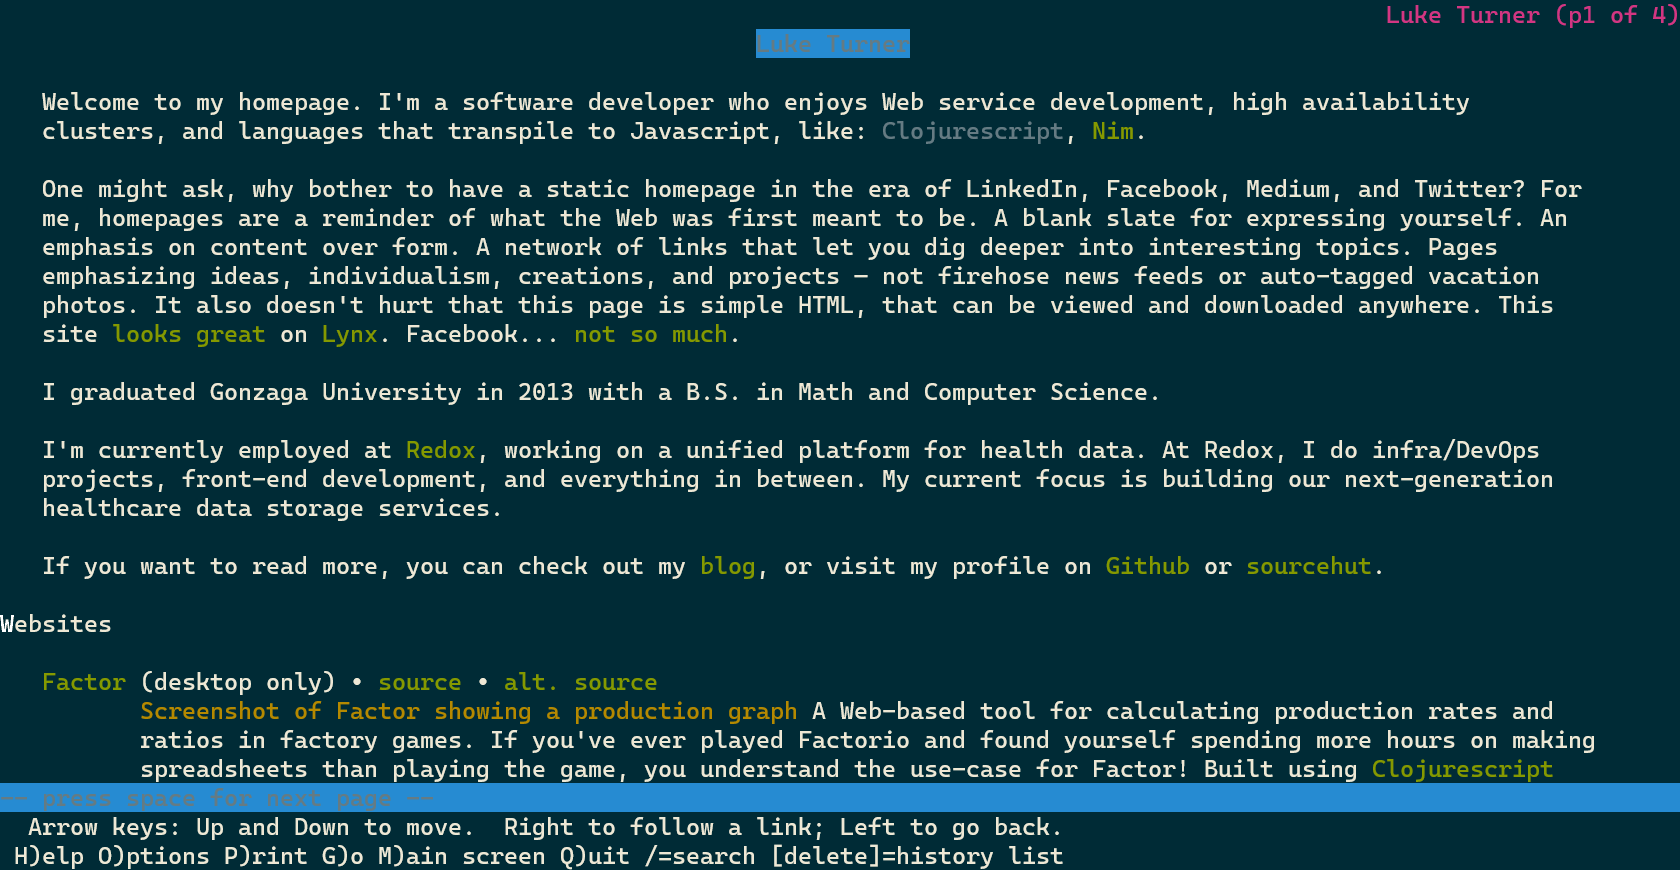 Luke Turner (p1 of 4)
Luke Turner
Welcome to my homepage. I'm a software developer who enjoys Web service development, high availability
clusters, and languages that transpile to Javascript, like: Clojurescript, Nim.
One might ask, why bother to have a static homepage in the era of LinkedIn, Facebook, Medium, and Twitter? For
me, homepages are a reminder of what the Web was first meant to be. A blank slate for expressing yourself. An
emphasis on content over form. A network of links that let you dig deeper into interesting topics. Pages
emphasizing ideas, individualism, creations, and projects — not firehose news feeds or auto-tagged vacation
photos. It also doesn't hurt that this page is simple HTML, that can be viewed and downloaded anywhere. This
site looks great on Lynx. Facebook... not so much.
I graduated Gonzaga University in 2013 with a B.S. in Math and Computer Science.
I'm currently employed at Redox, working on a unified platform for health data. At Redox, I do infra/DevOps
projects, front-end development, and everything in between. My current focus is building our next-generation
healthcare data storage services.
If you want to read more, you can check out my blog, or visit my profile on Github or sourcehut.
Websites
Factor (desktop only) • source • alt. source
Screenshot of Factor showing a production graph A Web-based tool for calculating production rates and
ratios in factory games. If you've ever played Factorio and found yourself spending more hours on making
spreadsheets than playing the game, you understand the use-case for Factor! Built using Clojurescript
-- press space for next page --
Arrow keys: Up and Down to move.  Right to follow a link; Left to go back.
H)elp O)ptions P)rint G)o M)ain screen Q)uit /=search [delete]=history list